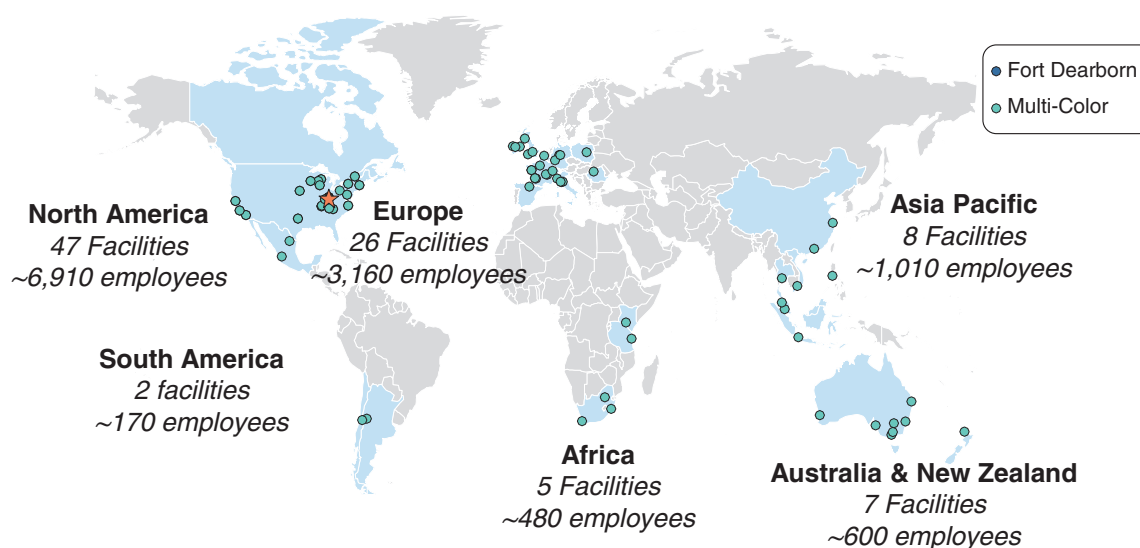 Fort Dearborn
Multi-Color
North America
47 Facilities
~6,910 employees
Europe
26 Facilities
~3,160 employees
Asia Pacific
8 Facilities
~1,010 employees
South America
2 facilities
~170 employees
Africa
5 Facilities
~480 employees
Australia & New Zealand
7 Facilities
~600 employees